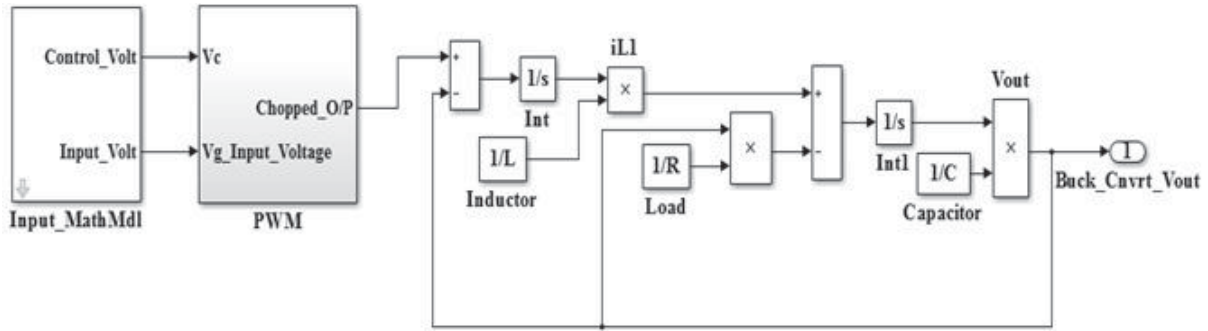 Control_Volt
Input_Volt
Input_MathMdl
Vc
Chopped_O/P
Vg_Input_Voltage
PWM
+
−
1/s
Int
1/L
Inductor
iL1
×
1/R
Load
×
+
−
1/s
Int1
1/C
Capacitor
Vout
×
1
Buck_Cnvrt_Vout